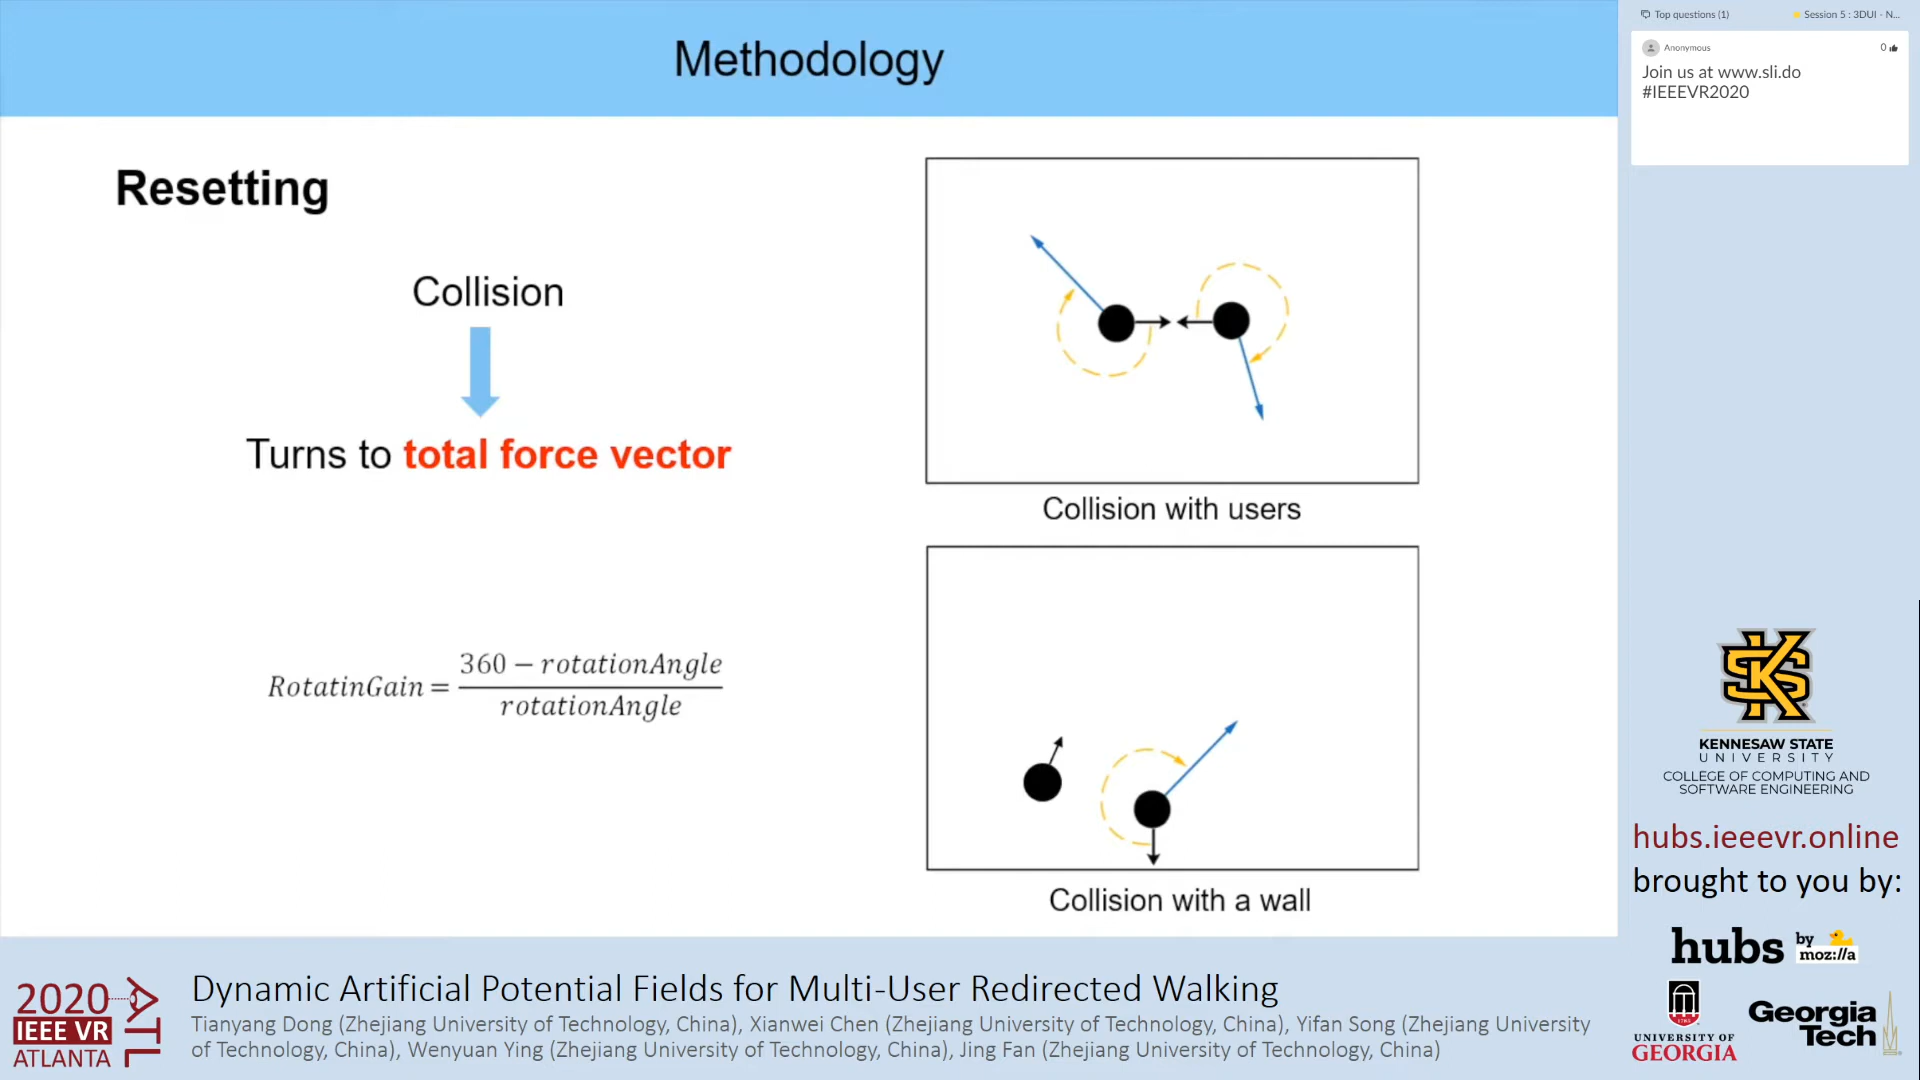 Methodology
Resetting
Collision
Turns to total force vector
RotatinGain = 360 − rotationAngle / rotationAngle
Collision with users
Collision with a wall
Top questions (1)
Session 5 : 3DUI - N...
Anonymous
0
Join us at www.sli.do
#IEEEVR2020
KS
KENNESAW STATE
UNIVERSITY
COLLEGE OF COMPUTING AND
SOFTWARE ENGINEERING
hubs.ieeevr.online
brought to you by:
hubs by
moz://a
UNIVERSITY OF
GEORGIA
Georgia
Tech
2020
IEEE VR
ATLANTA
ATL
Dynamic Artificial Potential Fields for Multi-User Redirected Walking
Tianyang Dong (Zhejiang University of Technology, China), Xianwei Chen (Zhejiang University of Technology, China), Yifan Song (Zhejiang University
of Technology, China), Wenyuan Ying (Zhejiang University of Technology, China), Jing Fan (Zhejiang University of Technology, China)